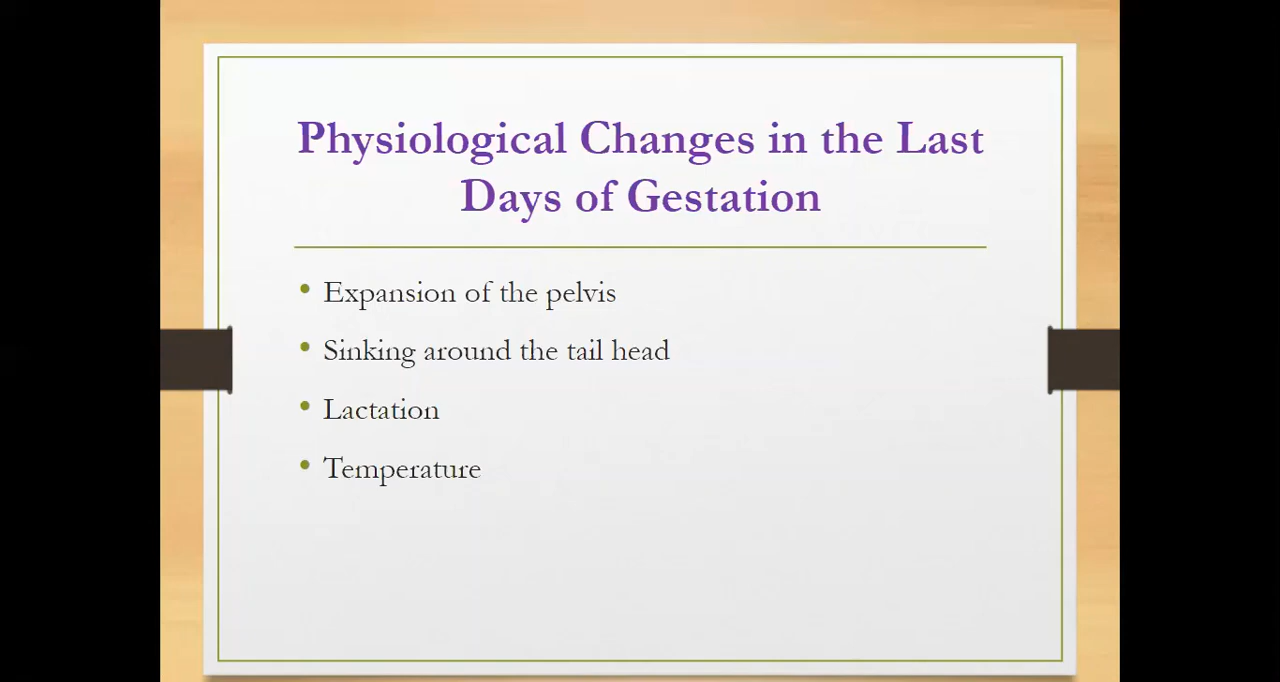 Physiological Changes in the Last
Days of Gestation
• Expansion of the pelvis
• Sinking around the tail head
• Lactation
• Temperature